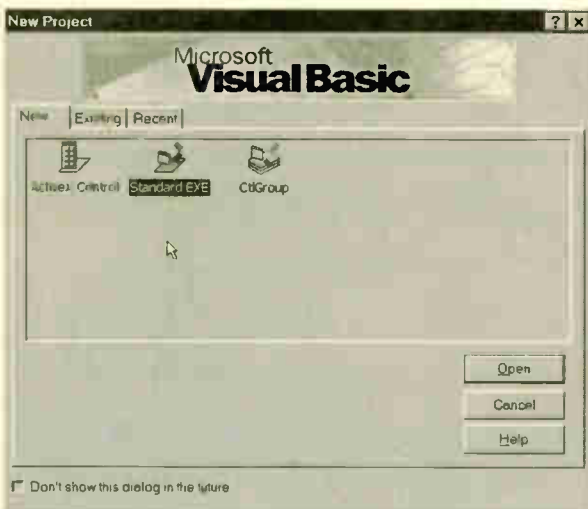 New Project
Microsoft
Visual Basic
New Existing Recent
ActiveX Control Standard EXE CtlGroup
Open
Cancel
Help
Don't show this dialog in the future